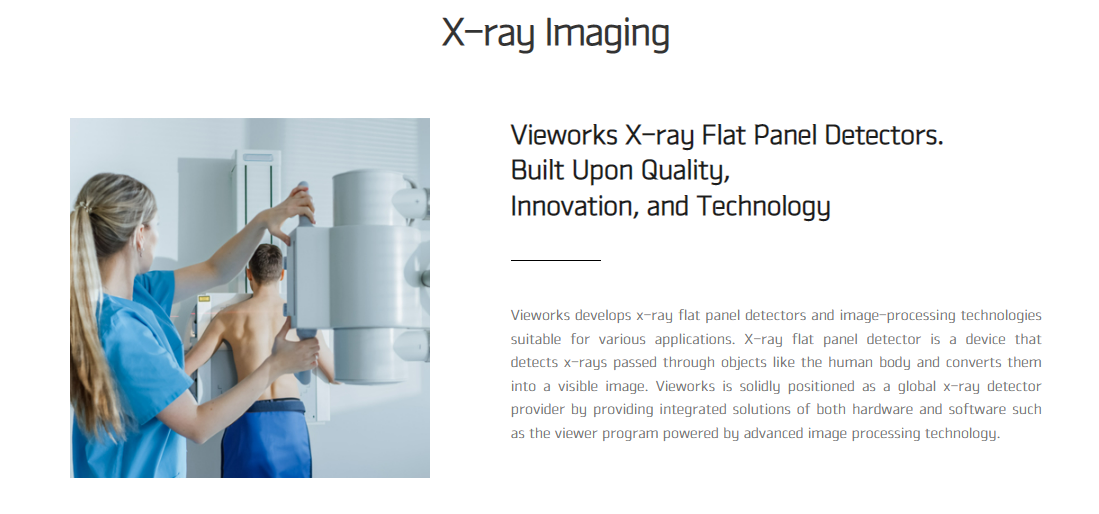 X-ray Imaging
Vieworks X-ray Flat Panel Detectors.
Built Upon Quality,
Innovation, and Technology
Vieworks develops x-ray flat panel detectors and image-processing technologies
suitable for various applications. X-ray flat panel detector is a device that
detects x-rays passed through objects like the human body and converts them
into a visible image. Vieworks is solidly positioned as a global x-ray detector
provider by providing integrated solutions of both hardware and software such
as the viewer program powered by advanced image processing technology.